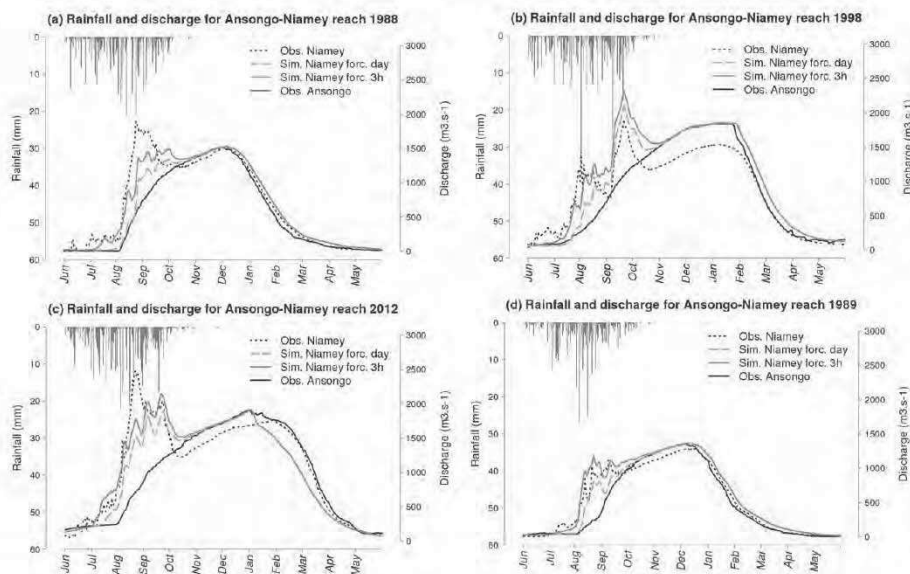 (a) Rainfall and discharge for Ansongo-Niamey reach 1988
0
10
20
30
40
50
60
Rainfall (mm)
3000
2500
2000
1500
1000
500
0
Discharge (m3.s-1)
Obs. Niamey
Sim. Niamey forc. day
Sim. Niamey forc. 3h
Obs. Ansongo
Jun Jul Aug Sep Oct Nov Dec Jan Feb Mar Apr May
(b) Rainfall and discharge for Ansongo-Niamey reach 1998
0
10
20
30
40
50
60
Rainfall (mm)
3000
2500
2000
1500
1000
500
0
Discharge (m3.s-1)
Obs. Niamey
Sim. Niamey forc. day
Sim. Niamey forc. 3h
Obs. Ansongo
Jun Jul Aug Sep Oct Nov Dec Jan Feb Mar Apr May
(c) Rainfall and discharge for Ansongo-Niamey reach 2012
0
10
20
30
40
50
60
Rainfall (mm)
3000
2500
2000
1500
1000
500
0
Discharge (m3.s-1)
Obs. Niamey
Sim. Niamey forc. day
Sim. Niamey forc. 3h
Obs. Ansongo
Jun Jul Aug Sep Oct Nov Dec Jan Feb Mar Apr May
(d) Rainfall and discharge for Ansongo-Niamey reach 1989
0
10
20
30
40
50
60
Rainfall (mm)
3000
2500
2000
1500
1000
500
0
Discharge (m3.s-1)
Obs. Niamey
Sim. Niamey forc. day
Sim. Niamey forc. 3h
Obs. Ansongo
Jun Jul Aug Sep Oct Nov Dec Jan Feb Mar Apr May